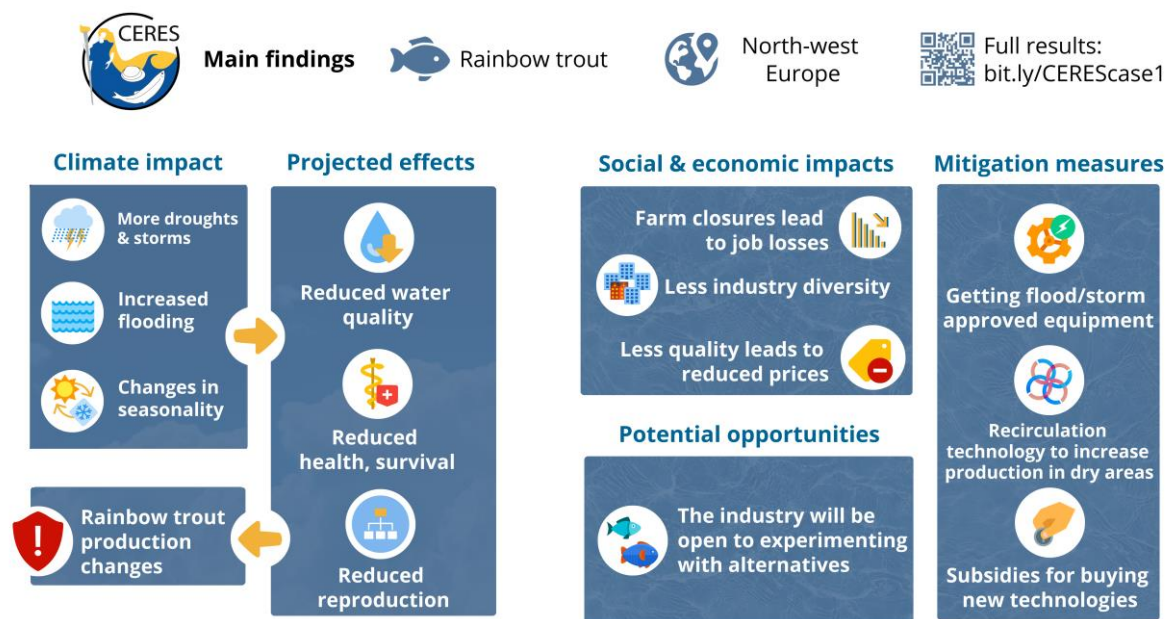 CERES
Main findings
Rainbow trout
North-west
Europe
Full results:
bit.ly/CEREScase1
Climate impact
More droughts
& storms
Increased
flooding
Changes in
seasonality
Rainbow trout
production
changes
Projected effects
Reduced water
quality
Reduced
health, survival
Reduced
reproduction
Social & economic impacts
Farm closures lead
to job losses
Less industry diversity
Less quality leads to
reduced prices
Potential opportunities
The industry will be
open to experimenting
with alternatives
Mitigation measures
Getting flood/storm
approved equipment
Recirculation
technology to increase
production in dry areas
Subsidies for buying
new technologies